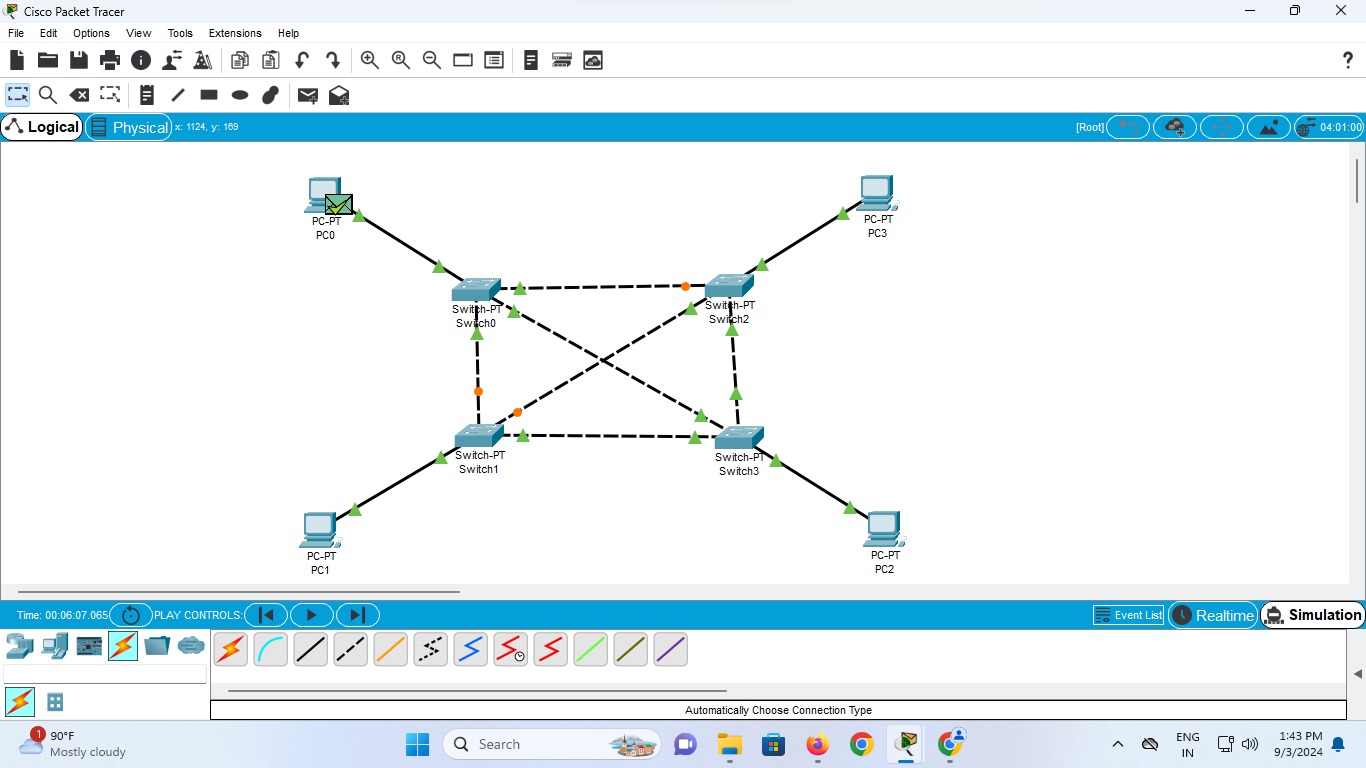 Cisco Packet Tracer
File Edit Options View Tools Extensions Help
?
Logical Physical x: 1124, y: 169 [Root] 04:01:00
PC-PT
PC0
PC-PT
PC3
Switch-PT
Switch0
Switch-PT
Switch2
Switch-PT
Switch1
Switch-PT
Switch3
PC-PT
PC1
PC-PT
PC2
Time: 00:06:07.065 PLAY CONTROLS: Event List Realtime Simulation
Automatically Choose Connection Type
1
90°F
Mostly cloudy
Search
ENG
IN
1:43 PM
9/3/2024